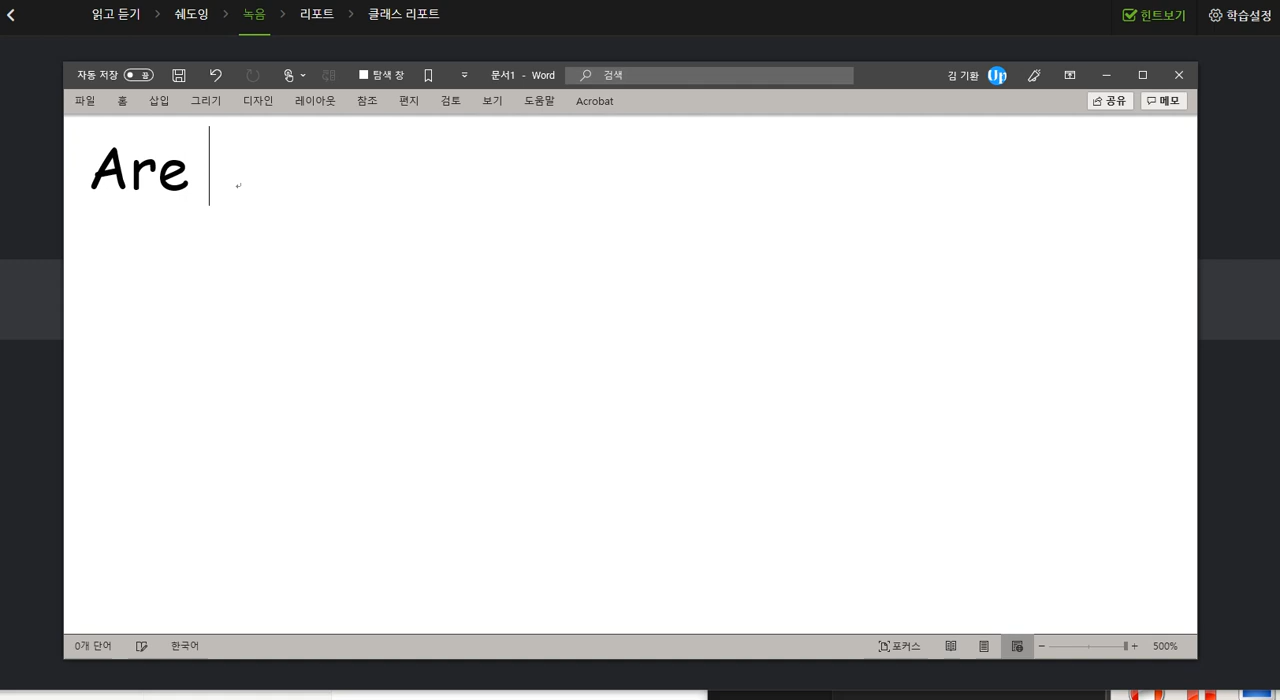 읽고 듣기 > 쉐도잉 > 녹음 > 리포트 > 클래스 리포트 힌트보기 학습설정
자동 저장 끔 탐색 창 문서1 - Word 검색 김 기환 Up
파일 홈 삽입 그리기 디자인 레이아웃 참조 편지 검토 보기 도움말 Acrobat 공유 메모
Are
0개 단어 한국어 포커스 − + 500%